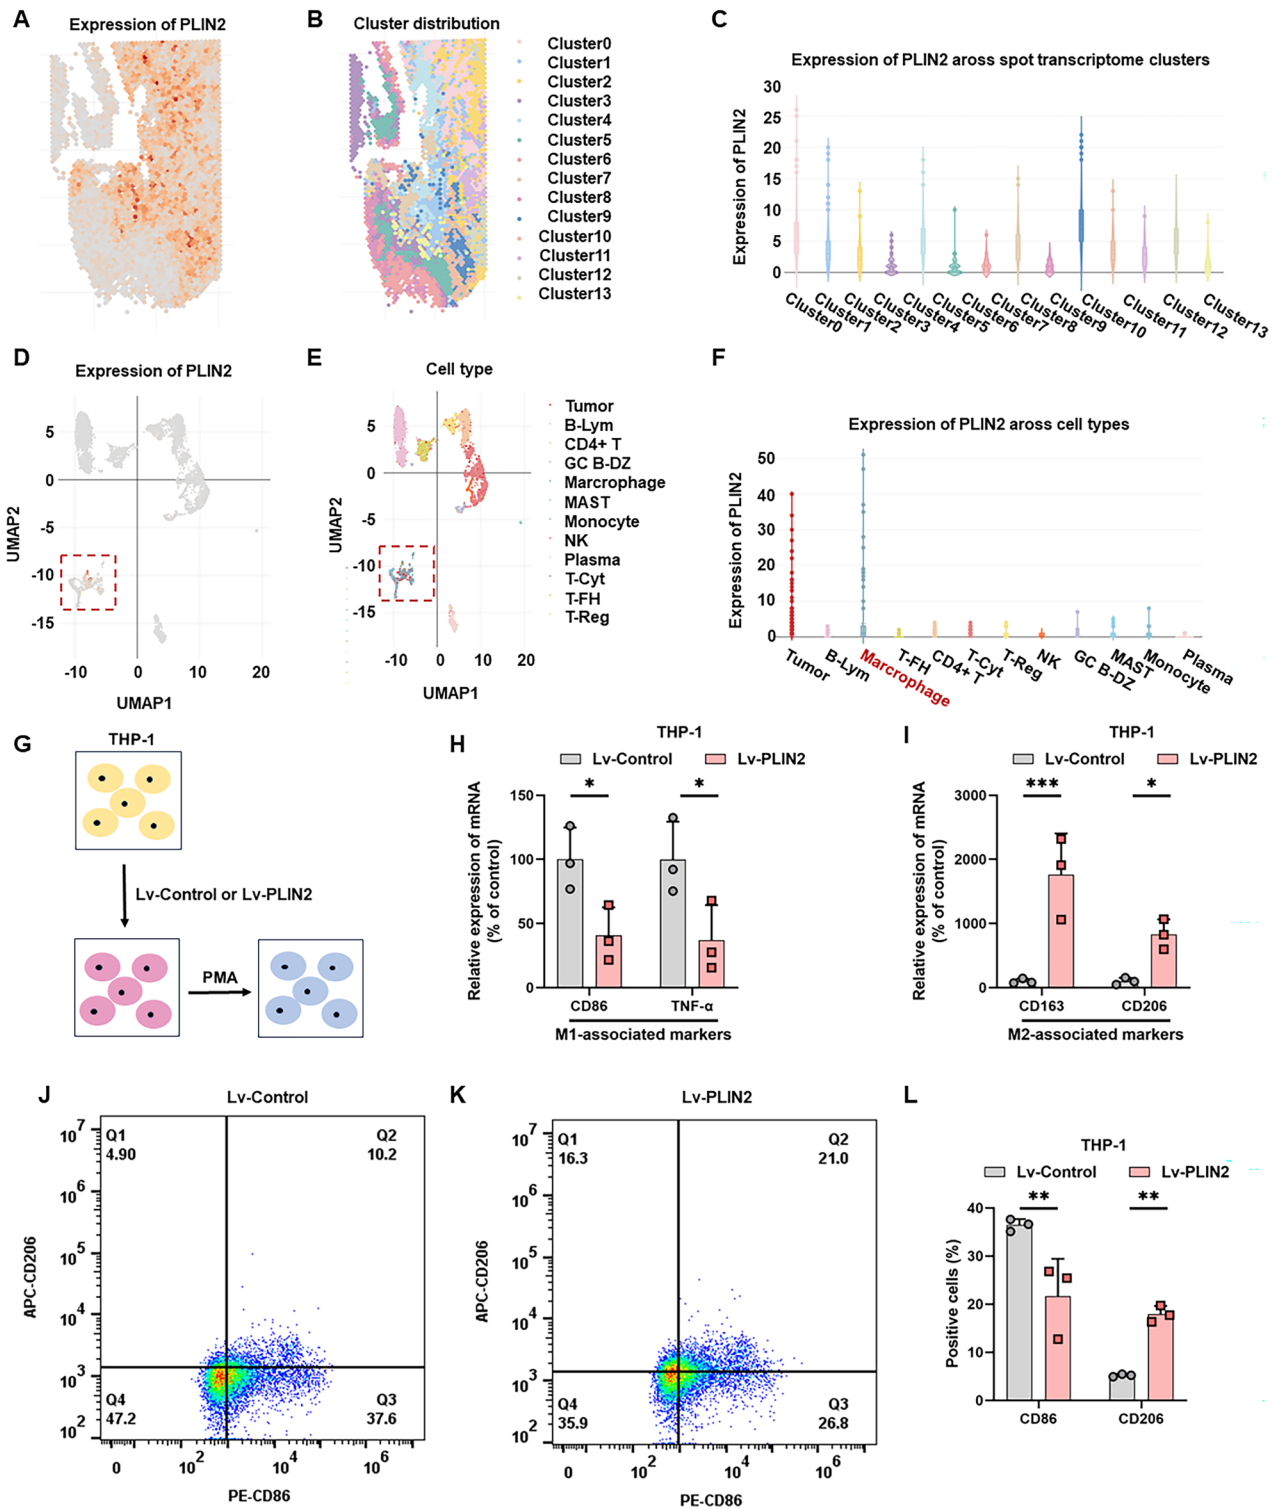 A
Expression of PLIN2
B
Cluster distribution
Cluster0
Cluster1
Cluster2
Cluster3
Cluster4
Cluster5
Cluster6
Cluster7
Cluster8
Cluster9
Cluster10
Cluster11
Cluster12
Cluster13
C
Expression of PLIN2 aross spot transcriptome clusters
Expression of PLIN2
30
25
20
15
10
5
0
Cluster0
Cluster1
Cluster2
Cluster3
Cluster4
Cluster5
Cluster6
Cluster7
Cluster8
Cluster9
Cluster10
Cluster11
Cluster12
Cluster13
D
Expression of PLIN2
UMAP2
5
0
-5
-10
-15
-10
0
10
20
UMAP1
E
Cell type
UMAP2
5
0
-5
-10
-15
-10
0
10
20
UMAP1
Tumor
B-Lym
CD4+ T
GC B-DZ
Marcrophage
MAST
Monocyte
NK
Plasma
T-Cyt
T-FH
T-Reg
F
Expression of PLIN2 aross cell types
Expression of PLIN2
50
40
30
20
10
0
Tumor
B-Lym
Marcrophage
T-FH
CD4+ T
T-Cyt
T-Reg
NK
GC B-DZ
MAST
Monocyte
Plasma
G
THP-1
Lv-Control or Lv-PLIN2
PMA
H
THP-1
Lv-Control
Lv-PLIN2
Relative expression of mRNA
(% of control)
150
100
50
0
*
*
CD86
TNF-α
M1-associated markers
I
THP-1
Lv-Control
Lv-PLIN2
Relative expression of mRNA
(% of control)
3000
2000
1000
0
***
*
CD163
CD206
M2-associated markers
J
Lv-Control
APC-CD206
10^7
10^6
10^5
10^4
10^3
10^2
Q1
4.90
Q2
10.2
Q4
47.2
Q3
37.6
0
10^2
10^4
10^6
PE-CD86
K
Lv-PLIN2
APC-CD206
10^7
10^6
10^5
10^4
10^3
10^2
Q1
16.3
Q2
21.0
Q4
35.9
Q3
26.8
0
10^2
10^4
10^6
PE-CD86
L
THP-1
Lv-Control
Lv-PLIN2
Positive cells (%)
40
30
20
10
0
**
**
CD86
CD206